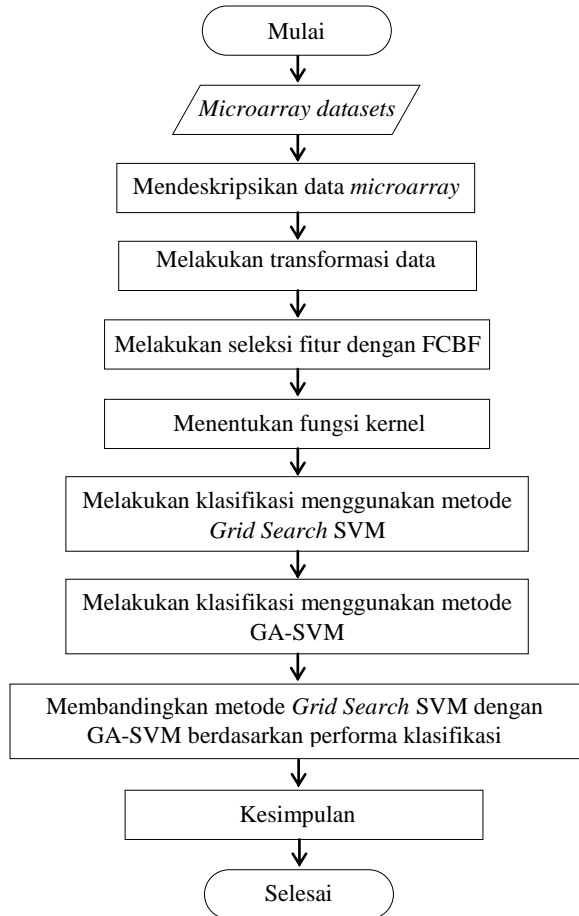 Mulai
Microarray datasets
Mendeskripsikan data microarray
Melakukan transformasi data
Melakukan seleksi fitur dengan FCBF
Menentukan fungsi kernel
Melakukan klasifikasi menggunakan metode
Grid Search SVM
Melakukan klasifikasi menggunakan metode
GA-SVM
Membandingkan metode Grid Search SVM dengan
GA-SVM berdasarkan performa klasifikasi
Kesimpulan
Selesai